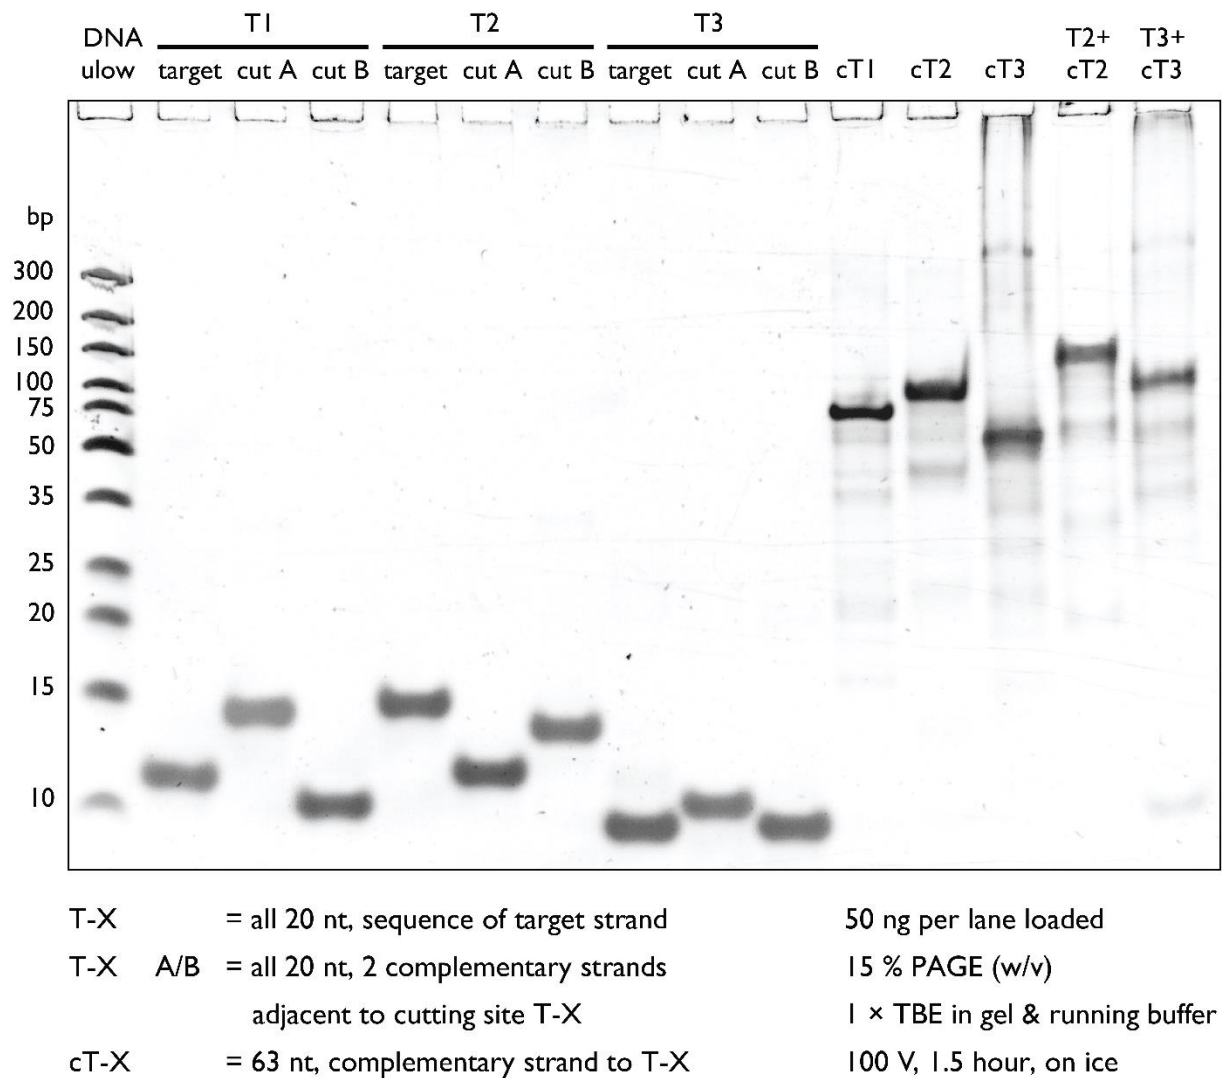 T1 T2 T3 T2+ T3+
DNA
ulow target cut A cut B target cut A cut B target cut A cut B cT1 cT2 cT3 cT2 cT3
bp
300
200
150
100
75
50
35
25
20
15
10
T-X = all 20 nt, sequence of target strand
T-X A/B = all 20 nt, 2 complementary strands
adjacent to cutting site T-X
cT-X = 63 nt, complementary strand to T-X
50 ng per lane loaded
15 % PAGE (w/v)
1 × TBE in gel & running buffer
100 V, 1.5 hour, on ice